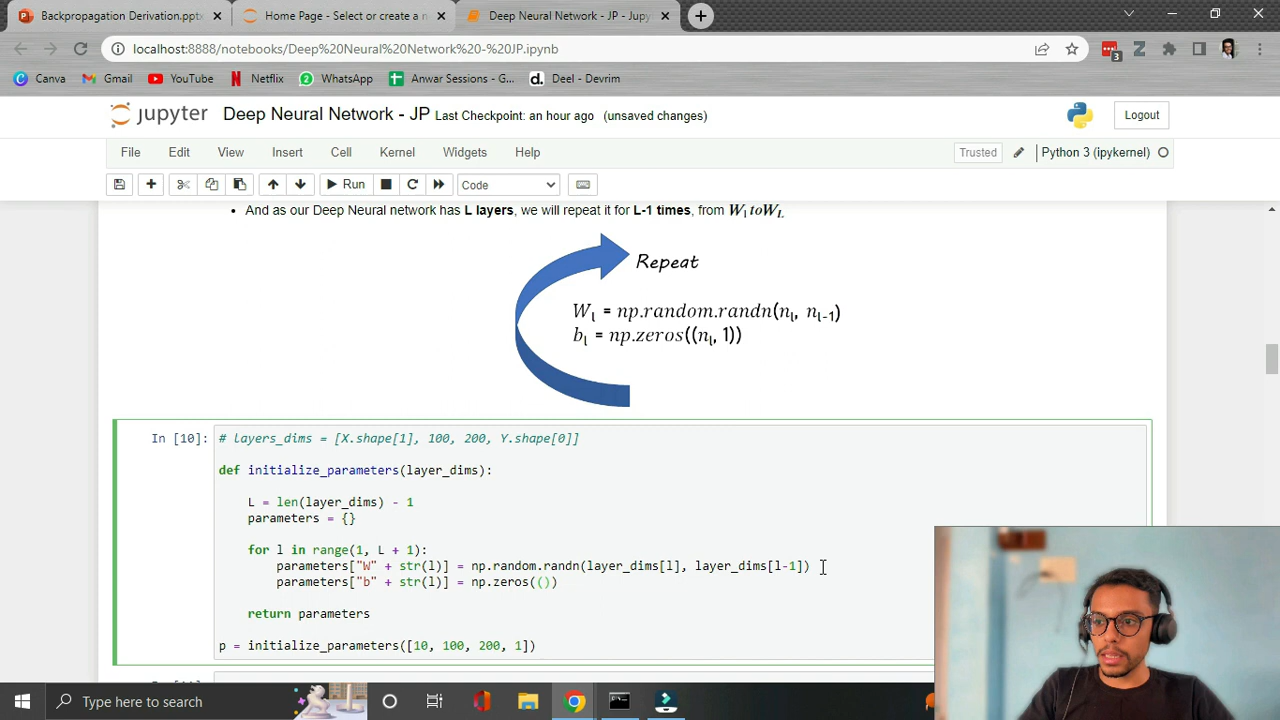 Backpropagation Derivation.pptx
Home Page - Select or create a n
Deep Neural Network - JP - Jupy
localhost:8888/notebooks/Deep%20Neural%20Network%20-%20JP.ipynb
3
Canva
Gmail
YouTube
Netflix
2 WhatsApp
Anwar Sessions - G...
d. Deel - Devrim
jupyter
Deep Neural Network - JP Last Checkpoint: an hour ago (unsaved changes)
Logout
File Edit View Insert Cell Kernel Widgets Help
Trusted
Python 3 (ipykernel)
Run
Code
• And as our Deep Neural network has L layers, we will repeat it for L-1 times, from W₁ toW_L
Repeat
Wₗ = np.random.randn(nₗ, nₗ₋₁)
bₗ = np.zeros((nₗ, 1))
In [10]:
# layers_dims = [X.shape[1], 100, 200, Y.shape[0]]
def initialize_parameters(layer_dims):
L = len(layer_dims) - 1
parameters = {}
for l in range(1, L + 1):
parameters["W" + str(l)] = np.random.randn(layer_dims[l], layer_dims[l-1])
parameters["b" + str(l)] = np.zeros(())
return parameters
p = initialize_parameters([10, 100, 200, 1])
Type here to search